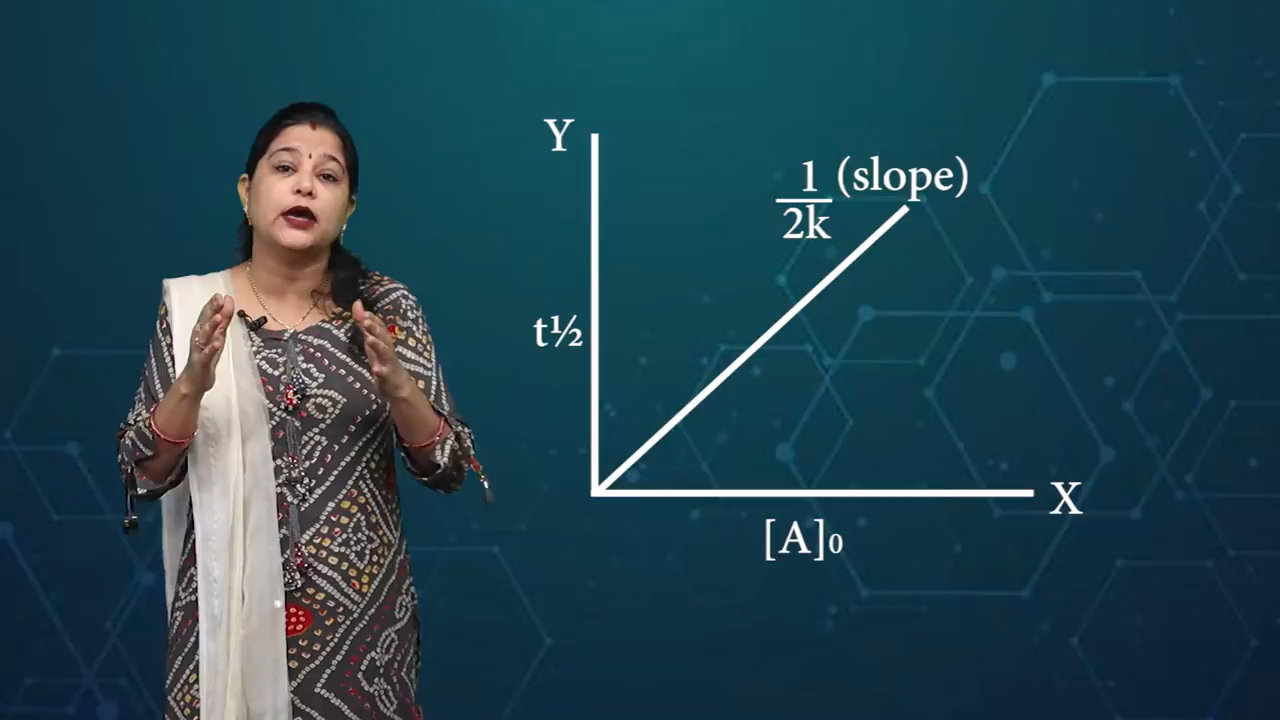 Y
1 (slope)
2k
t½
X
[A]₀